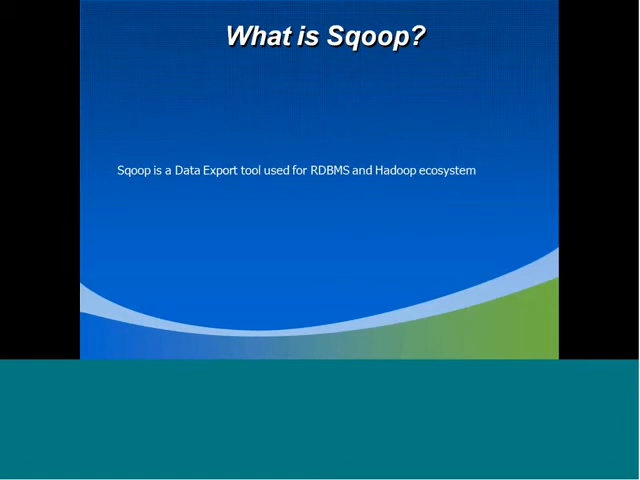 What is Sqoop?
Sqoop is a Data Export tool used for RDBMS and Hadoop ecosystem